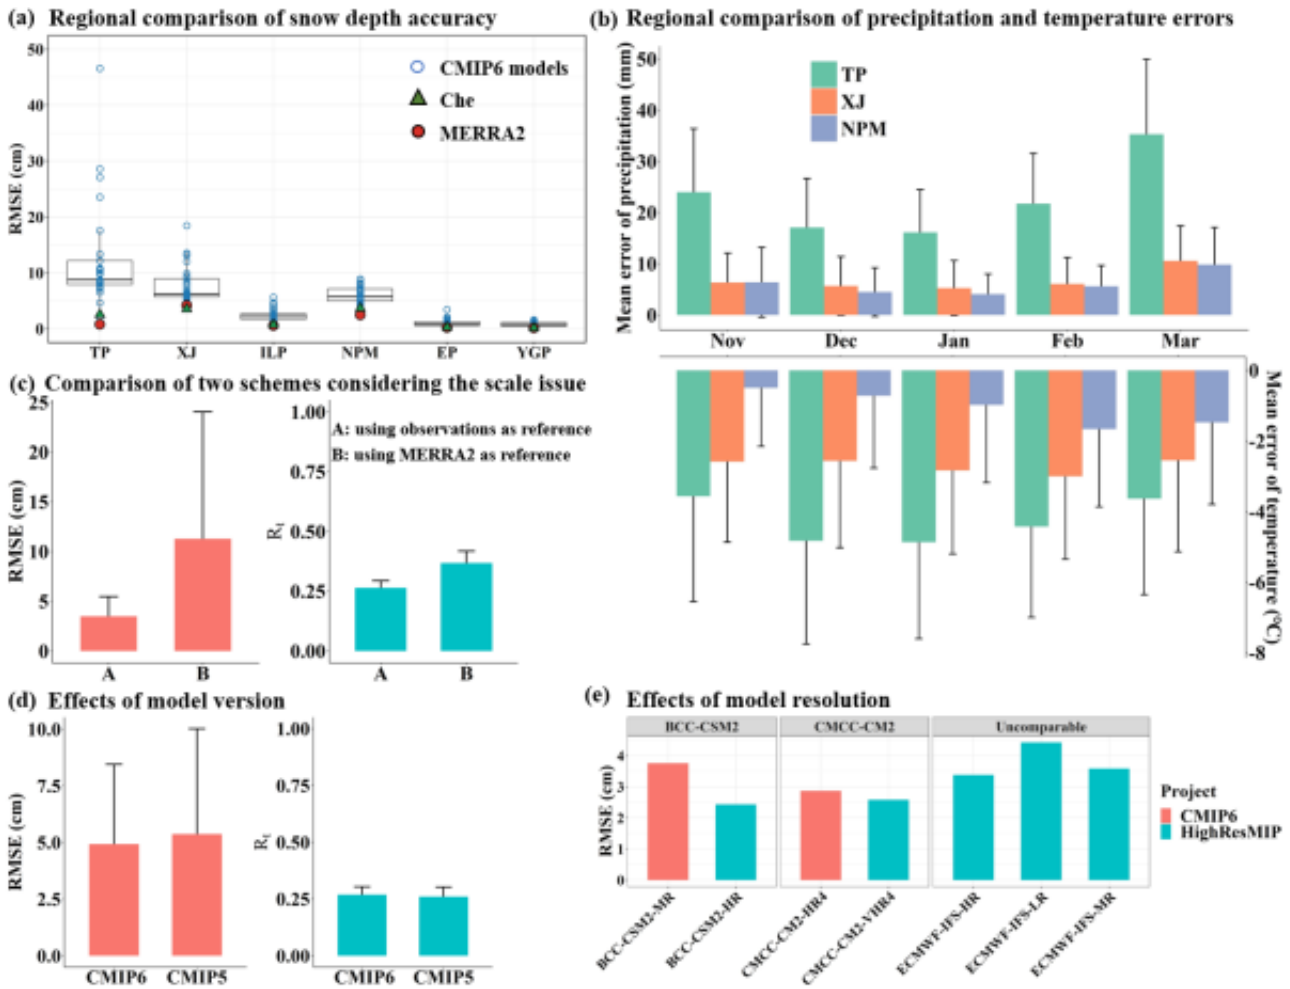 (a) Regional comparison of snow depth accuracy
50
40
30
20
10
0
RMSE (cm)
CMIP6 models
Che
MERRA2
TP XJ ILP NPM EP YGP
(b) Regional comparison of precipitation and temperature errors
Mean error of precipitation (mm)
50
40
30
20
10
0
TP
XJ
NPM
Nov Dec Jan Feb Mar
0
-2
-4
-6
-8
Mean error of temperature (°C)
(c) Comparison of two schemes considering the scale issue
25
20
15
10
5
0
RMSE (cm)
A B
1.00
0.75
0.50
0.25
0.00
Rt
A: using observations as reference
B: using MERRA2 as reference
A B
(d) Effects of model version
10.0
7.5
5.0
2.5
0.0
RMSE (cm)
CMIP6 CMIP5
1.00
0.75
0.50
0.25
0.00
Rt
CMIP6 CMIP5
(e) Effects of model resolution
BCC-CSM2 CMCC-CM2 Uncomparable
4
3
2
1
0
RMSE (cm)
BCC-CSM2-MR
BCC-CSM2-HR
CMCC-CM2-HR4
CMCC-CM2-VHR4
ECMWF-IFS-HR
ECMWF-IFS-LR
ECMWF-IFS-MR
Project
CMIP6
HighResMIP